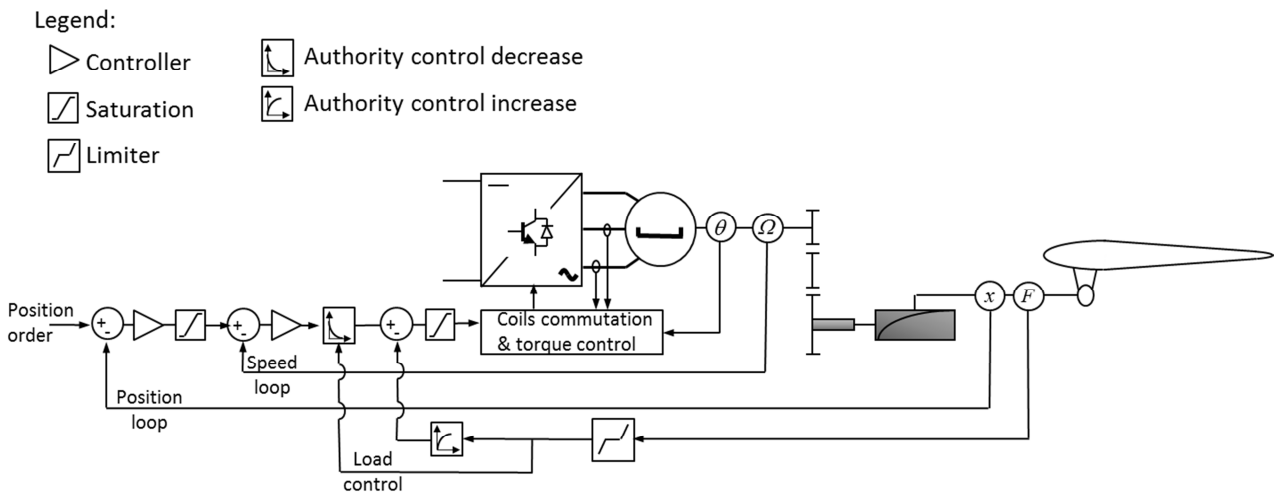 Legend:
Controller
Saturation
Limiter
Authority control decrease
Authority control increase
θ
Ω
Position
order
+
-
+
-
+
-
Coils commutation
& torque control
x
F
Speed
loop
Position
loop
Load
control